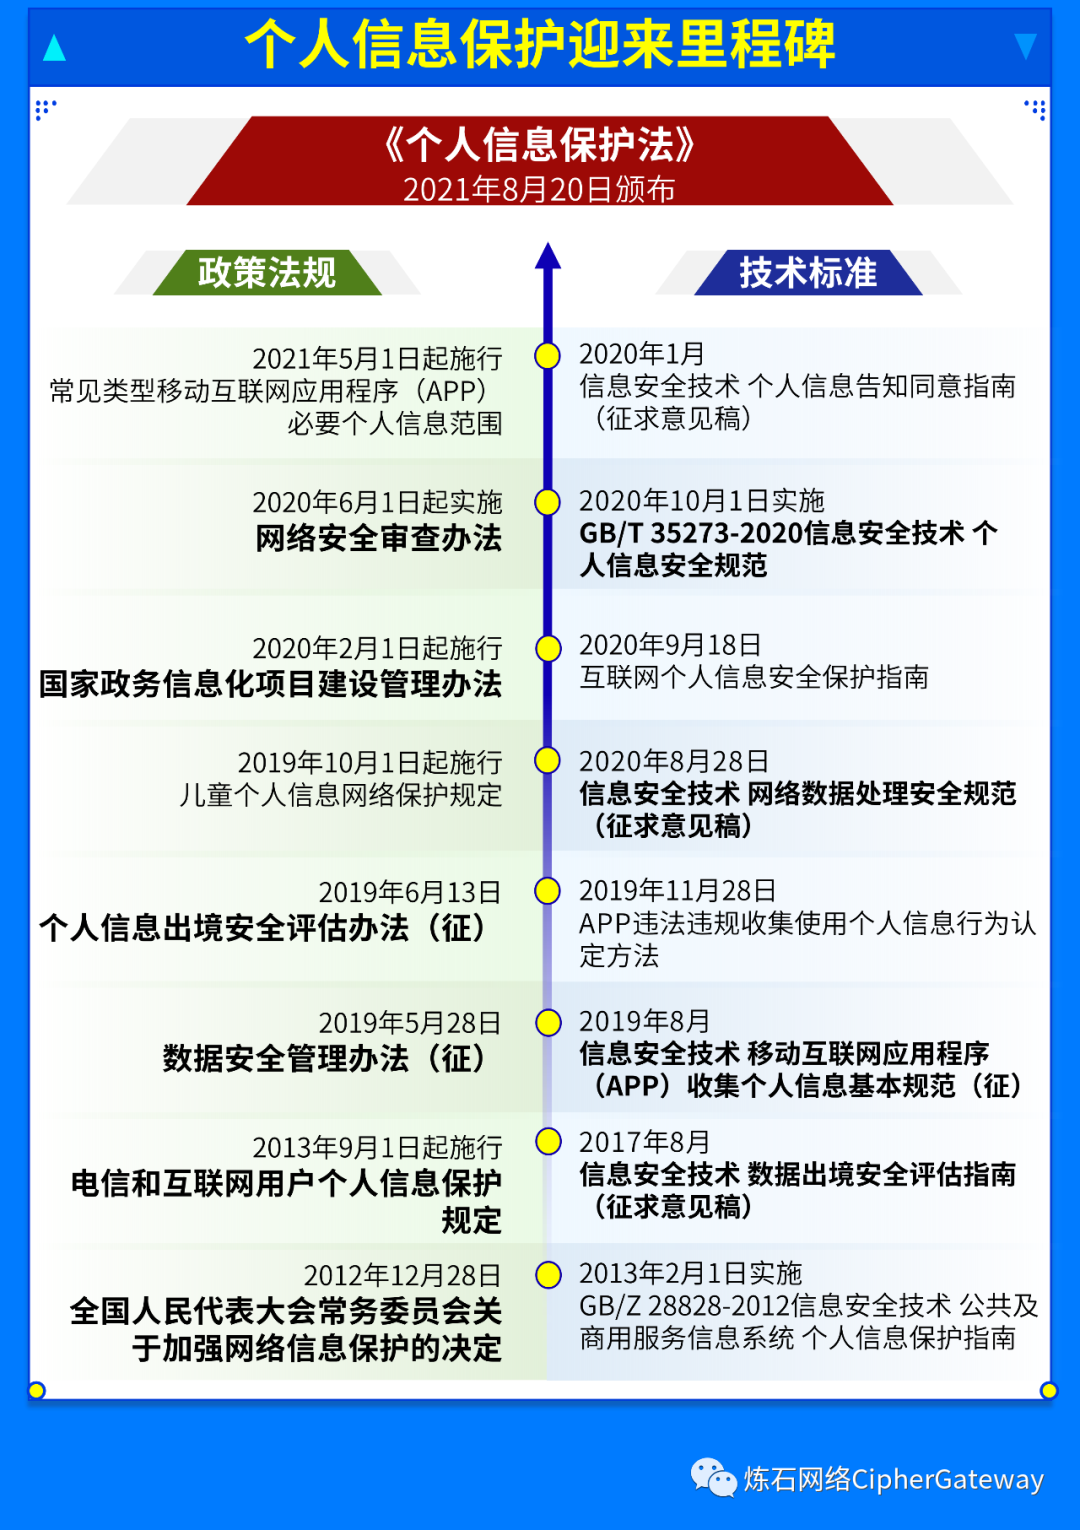 个人信息保护迎来里程碑
《个人信息保护法》
2021年8月20日颁布
政策法规
2021年5月1日起施行
常见类型移动互联网应用程序（APP）
必要个人信息范围
2020年6月1日起实施
网络安全审查办法
2020年2月1日起施行
国家政务信息化项目建设管理办法
2019年10月1日起施行
儿童个人信息网络保护规定
2019年6月13日
个人信息出境安全评估办法（征）
2019年5月28日
数据安全管理办法（征）
2013年9月1日起施行
电信和互联网用户个人信息保护
规定
2012年12月28日
全国人民代表大会常务委员会关
于加强网络信息保护的决定
技术标准
2020年1月
信息安全技术 个人信息告知同意指南
（征求意见稿）
2020年10月1日实施
GB/T 35273-2020信息安全技术 个
人信息安全规范
2020年9月18日
互联网个人信息安全保护指南
2020年8月28日
信息安全技术 网络数据处理安全规范
（征求意见稿）
2019年11月28日
APP违法违规收集使用个人信息行为认
定方法
2019年8月
信息安全技术 移动互联网应用程序
（APP）收集个人信息基本规范（征）
2017年8月
信息安全技术 数据出境安全评估指南
（征求意见稿）
2013年2月1日实施
GB/Z 28828-2012信息安全技术 公共及
商用服务信息系统 个人信息保护指南
炼石网络CipherGateway